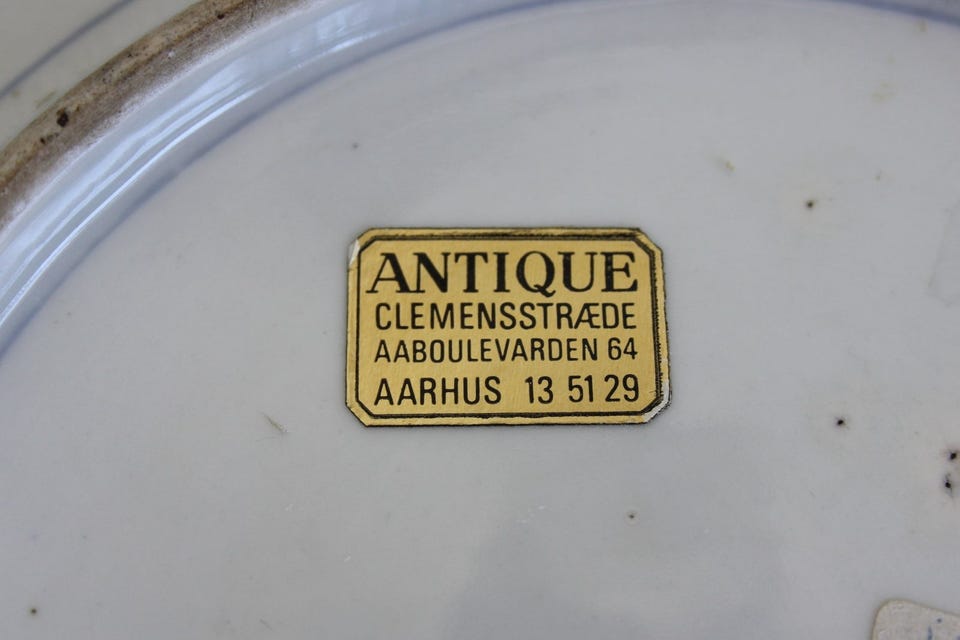 ANTIQUE
CLEMENSSTRÆDE
AABOULEVARDEN 64
AARHUS 13 51 29